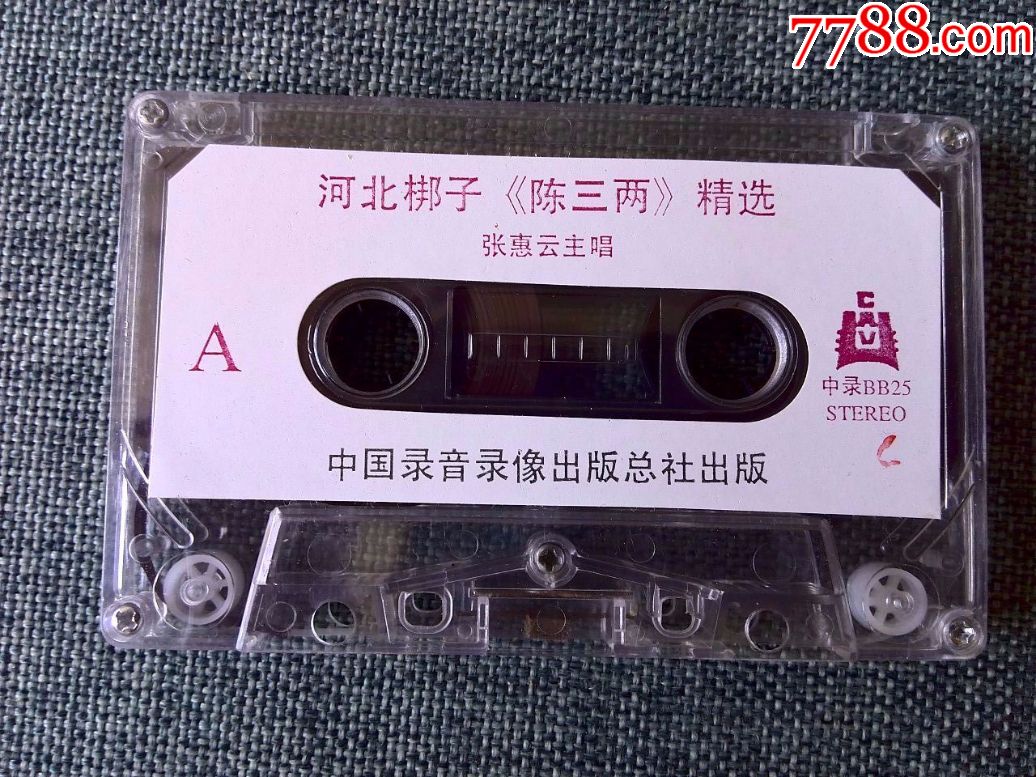 7788.com
河北梆子《陈三两》精选
张惠云主唱
A
CAV
中录BB25
STEREO
中国录音录像出版总社出版